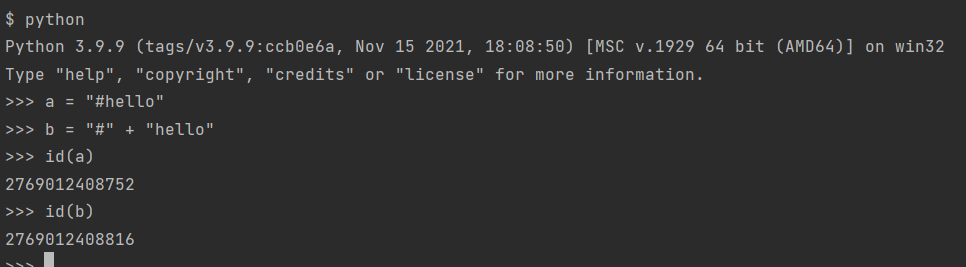 $ python
Python 3.9.9 (tags/v3.9.9:ccb0e6a, Nov 15 2021, 18:08:50) [MSC v.1929 64 bit (AMD64)] on win32
Type "help", "copyright", "credits" or "license" for more information.
>>> a = "#hello"
>>> b = "#" + "hello"
>>> id(a)
2769012408752
>>> id(b)
2769012408816
>>>